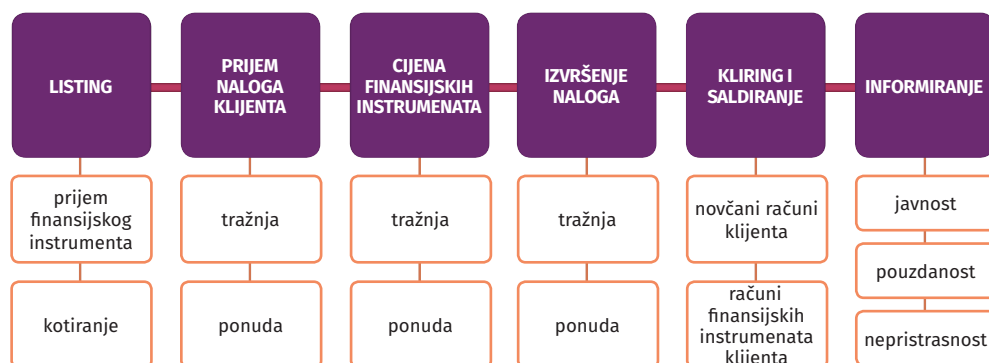 LISTING
PRIJEM
NALOGA
KLIJENTA
CIJENA
FINANSIJSKIH
INSTRUMENATA
IZVRŠENJE
NALOGA
KLIRING I
SALDIRANJE
INFORMIRANJE
prijem
finansijskog
instrumenta
tražnja
tražnja
tražnja
novčani računi
klijenta
javnost
pouzdanost
kotiranje
ponuda
ponuda
ponuda
računi
finansijskih
instrumenata
klijenta
nepristrasnost